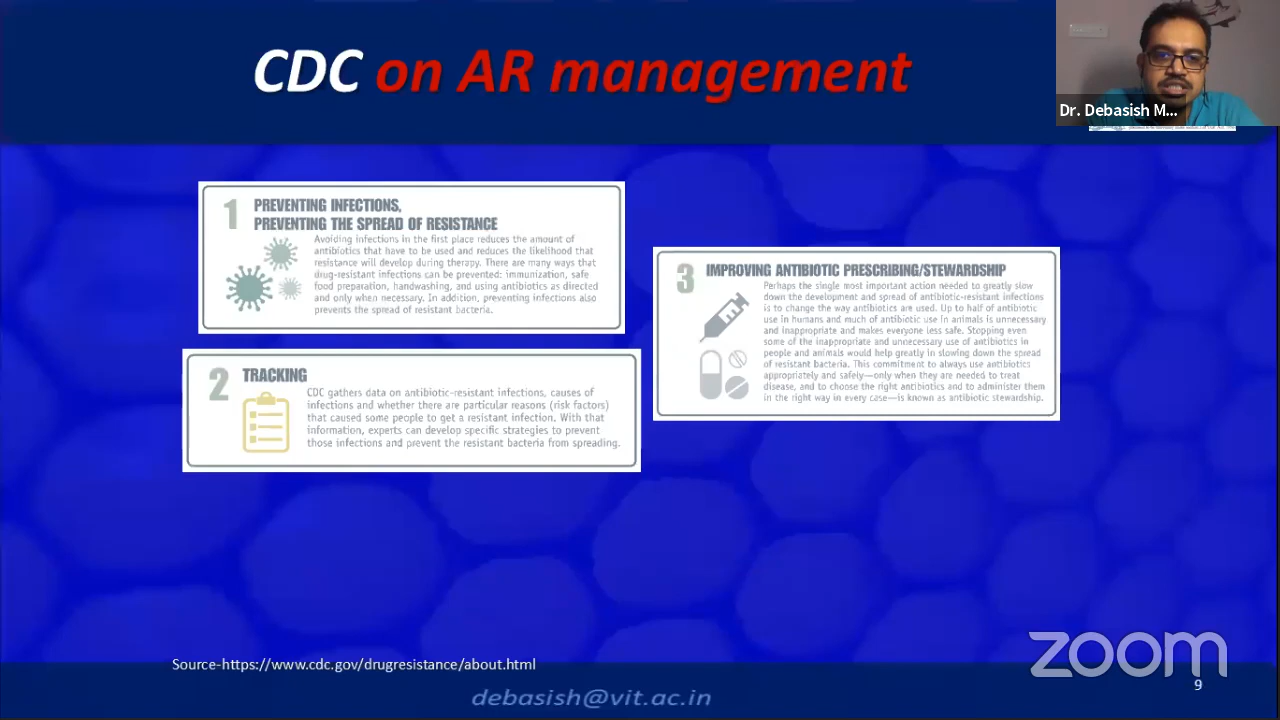 CDC on AR management
Dr. Debasish M...
1
PREVENTING INFECTIONS,
PREVENTING THE SPREAD OF RESISTANCE
Avoiding infections in the first place reduces the amount of
antibiotics that have to be used and reduces the likelihood that
resistance will develop during therapy. There are many ways that
drug-resistant infections can be prevented: immunization, safe
food preparation, handwashing, and using antibiotics as directed
and only when necessary. In addition, preventing infections also
prevents the spread of resistant bacteria.
2
TRACKING
CDC gathers data on antibiotic-resistant infections, causes of
infections and whether there are particular reasons (risk factors)
that caused some people to get a resistant infection. With that
information, experts can develop specific strategies to prevent
those infections and prevent the resistant bacteria from spreading.
3
IMPROVING ANTIBIOTIC PRESCRIBING/STEWARDSHIP
Perhaps the single most important action needed to greatly slow
down the development and spread of antibiotic-resistant infections
is to change the way antibiotics are used. Up to half of antibiotic
use in humans and much of antibiotic use in animals is unnecessary
and inappropriate and makes everyone less safe. Stopping even
some of the inappropriate and unnecessary use of antibiotics in
people and animals would help greatly in slowing down the spread
of resistant bacteria. This commitment to always use antibiotics
appropriately and safely—only when they are needed to treat
disease, and to choose the right antibiotics and to administer them
in the right way in every case—is known as antibiotic stewardship.
Source-https://www.cdc.gov/drugresistance/about.html
zoom
9
debasish@vit.ac.in